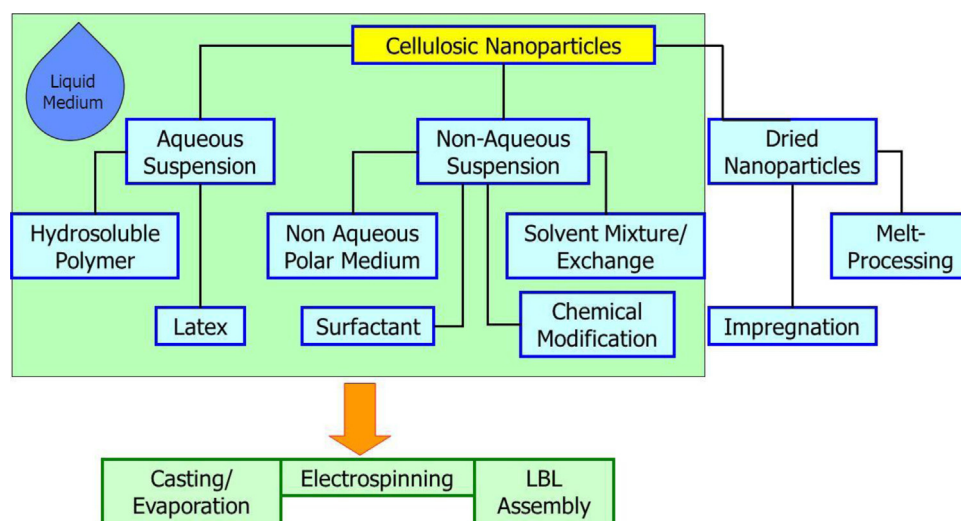 Cellulosic Nanoparticles
Liquid
Medium
Aqueous
Suspension
Non-Aqueous
Suspension
Dried
Nanoparticles
Hydrosoluble
Polymer
Non Aqueous
Polar Medium
Solvent Mixture/
Exchange
Melt-
Processing
Latex
Surfactant
Chemical
Modification
Impregnation
Casting/
Evaporation
Electrospinning
LBL
Assembly